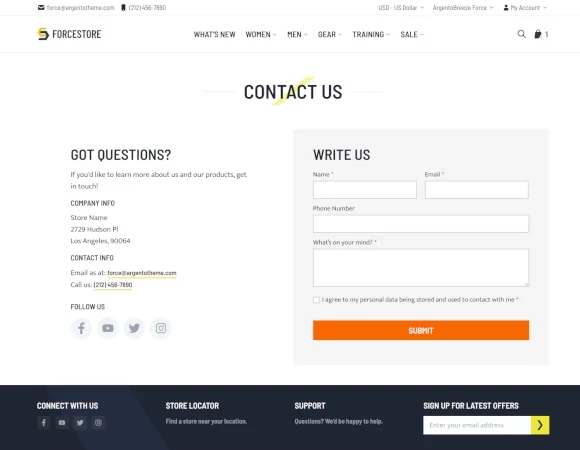 force@argentotheme.com (212) 456-7890 USD - US Dollar ArgentoBreeze Force My Account
FORCESTORE WHAT'S NEW WOMEN MEN GEAR TRAINING SALE 1
CONTACT US
GOT QUESTIONS?
If you'd like to learn more about us and our products, get
in touch!
COMPANY INFO
Store Name
2729 Hudson Pl
Los Angeles, 90064
CONTACT INFO
Email as at: force@argentotheme.com
Call us: (212) 456-7890
FOLLOW US
WRITE US
Name * Email *
Phone Number
What's on your mind? *
I agree to my personal data being stored and used to contact with me *
SUBMIT
CONNECT WITH US STORE LOCATOR SUPPORT SIGN UP FOR LATEST OFFERS
Find a store near your location. Questions? We'd be happy to help. Enter your email address